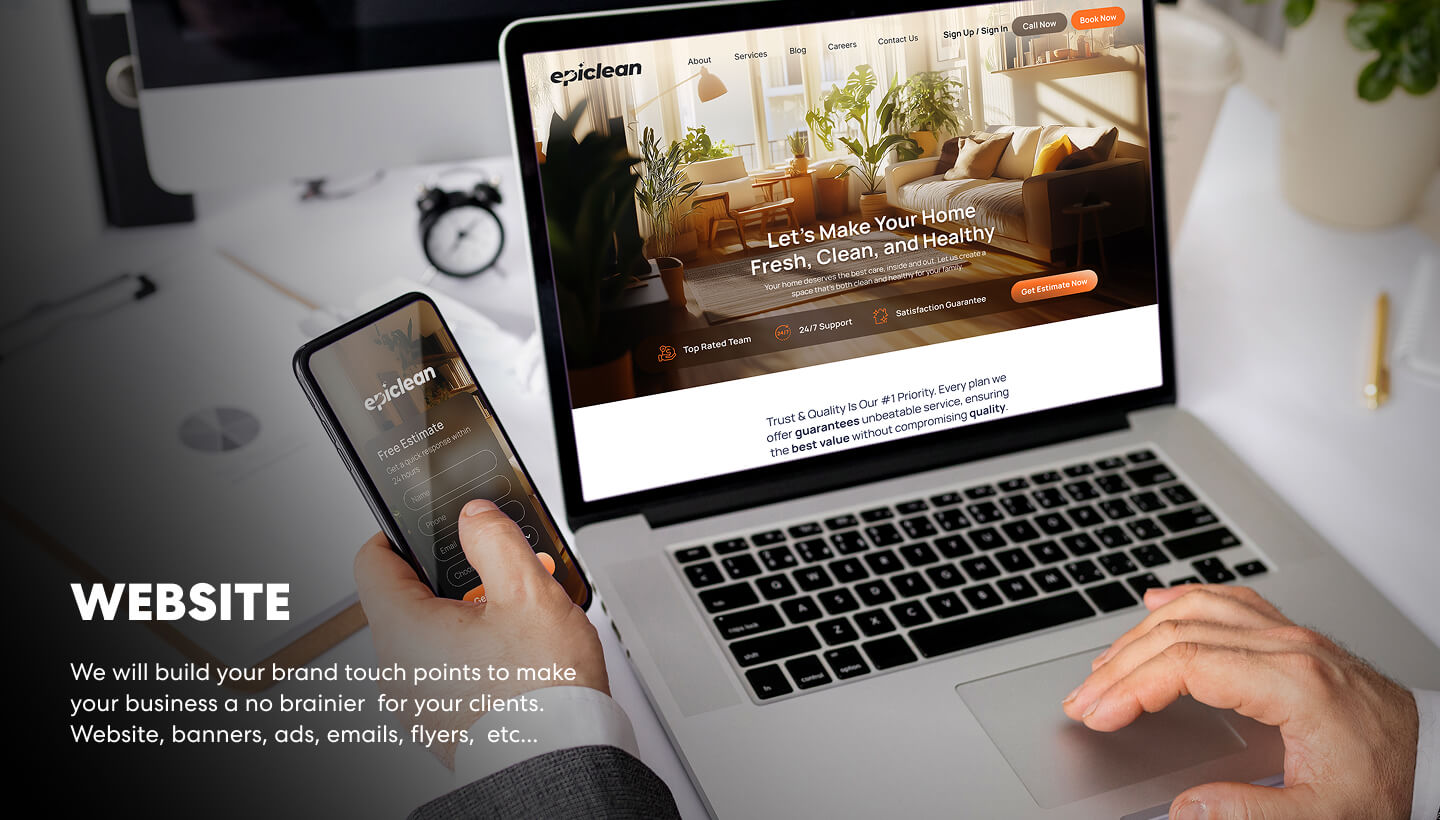 epiclean
About
Services
Blog
Careers
Contact Us
Sign Up / Sign In
Call Now
Book Now
Let's Make Your Home
Fresh, Clean, and Healthy
Your home deserves the best care, inside and out. Let us create a
space that's both clean and healthy for your family.
Top Rated Team
24/7
24/7 Support
Satisfaction Guarantee
Get Estimate Now
Trust & Quality Is Our #1 Priority. Every plan we
offer guarantees unbeatable service, ensuring
the best value without compromising quality.
epiclean
Free Estimate
Get a quick response within
24 hours
Name
Phone
Email
Q W E R T Y U I O P
caps lock A S D F G H J K L
shift Z X C V B N M
fn control option
WEBSITE
We will build your brand touch points to make
your business a no brainier for your clients.
Website, banners, ads, emails, flyers, etc...